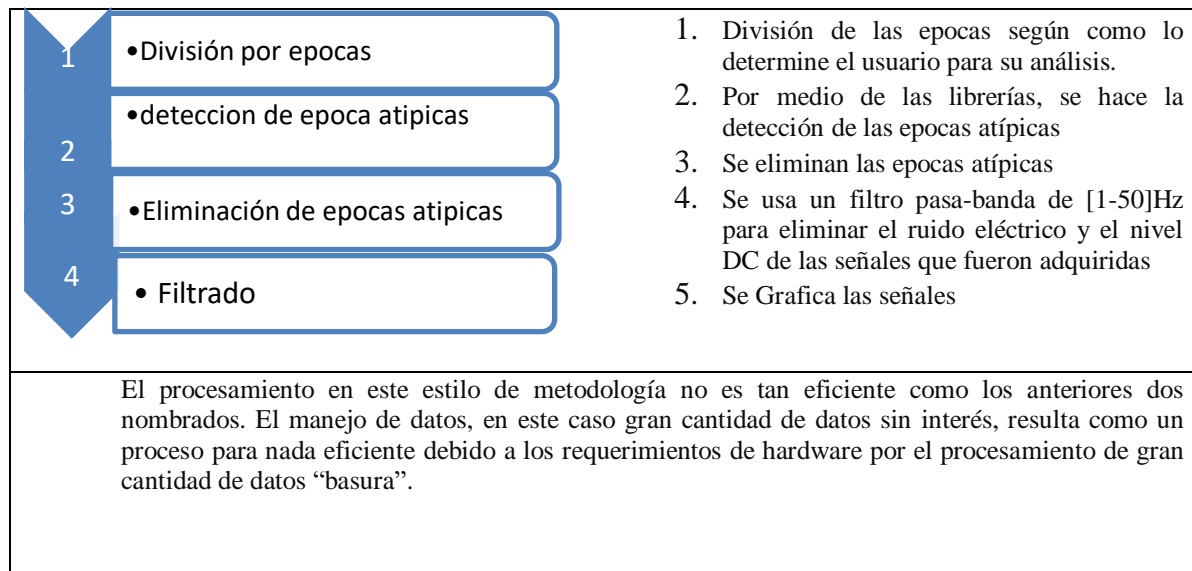 1
•División por epocas
2
•deteccion de epoca atipicas
3
•Eliminación de epocas atipicas
4
• Filtrado
1. División de las epocas según como lo
determine el usuario para su análisis.
2. Por medio de las librerías, se hace la
detección de las epocas atípicas
3. Se eliminan las epocas atípicas
4. Se usa un filtro pasa-banda de [1-50]Hz
para eliminar el ruido eléctrico y el nivel
DC de las señales que fueron adquiridas
5. Se Grafica las señales
El procesamiento en este estilo de metodología no es tan eficiente como los anteriores dos
nombrados. El manejo de datos, en este caso gran cantidad de datos sin interés, resulta como un
proceso para nada eficiente debido a los requerimientos de hardware por el procesamiento de gran
cantidad de datos “basura”.